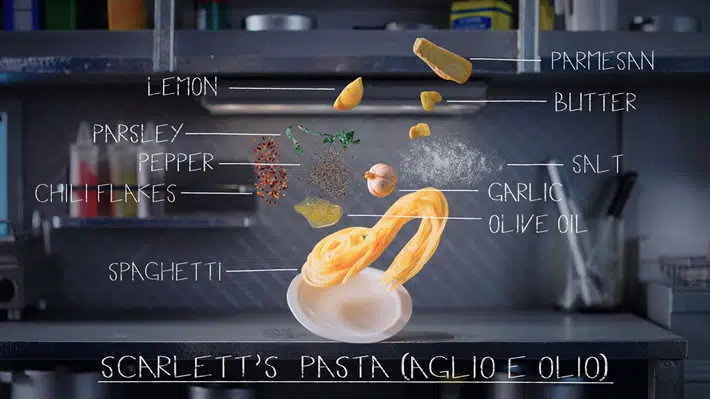 LEMON
PARMESAN
BUTTER
PARSLEY
PEPPER
SALT
CHILI FLAKES
GARLIC
OLIVE OIL
SPAGHETTI
SCARLETT'S PASTA (AGLIO E OLIO)